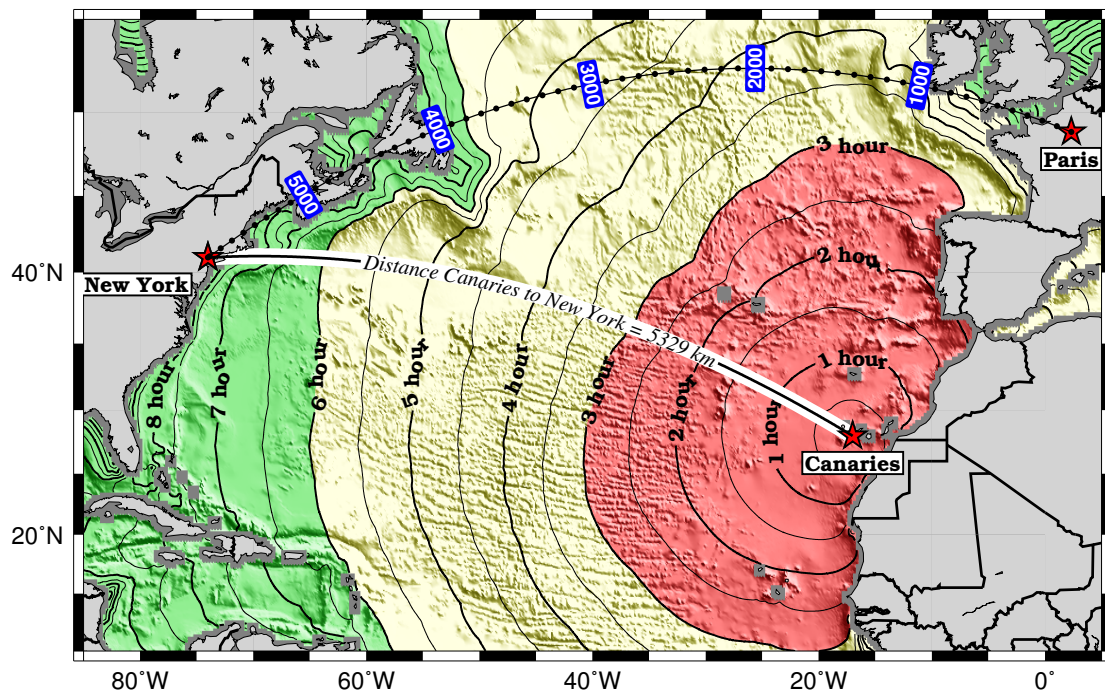 1000
2000
3000
4000
5000
3 hour
Paris
2 hour
40°N
New York
Distance Canaries to New York = 5329 km
1 hour
8 hour
7 hour
6 hour
5 hour
4 hour
3 hour
2 hour
1 hour
Canaries
20°N
80°W
60°W
40°W
20°W
0°